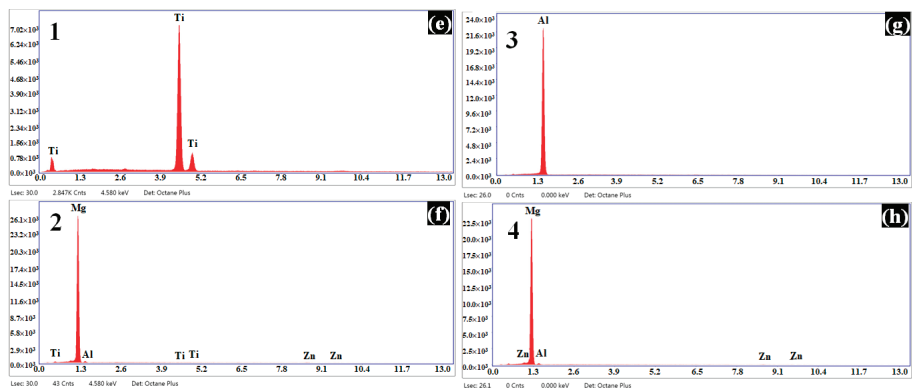 1
(e)
Ti
Ti
Ti
7.02×10³
6.24×10³
5.46×10³
4.68×10³
3.90×10³
3.12×10³
2.34×10³
1.86×10³
0.78×10³
0.0 1.3 2.6 3.9 5.2 6.5 7.8 9.1 10.4 11.7 13.0
Lsec: 30.0 2.847K Cnts 4.580 keV Det: Octane Plus
3
(g)
Al
24.0×10³
21.6×10³
19.2×10³
16.8×10³
14.4×10³
12.0×10³
9.6×10³
7.2×10³
4.8×10³
2.4×10³
0.0 1.3 2.6 3.9 5.2 6.5 7.8 9.1 10.4 11.7 13.0
Lsec: 26.0 0 Cnts 0.000 keV Det: Octane Plus
2
(f)
Mg
26.1×10³
23.2×10³
20.3×10³
17.4×10³
14.5×10³
11.6×10³
8.7×10³
5.8×10³
2.9×10³
Ti Al Ti Ti Zn Zn
0.0 1.3 2.6 3.9 5.2 6.5 7.8 9.1 10.4 11.7 13.0
Lsec: 30.0 43 Cnts 4.580 keV Det: Octane Plus
4
(h)
Mg
22.5×10³
20.0×10³
17.5×10³
15.0×10³
12.5×10³
10.0×10³
7.5×10³
5.0×10³
2.5×10³
Zn Al Zn Zn
0.0 1.3 2.6 3.9 5.2 6.5 7.8 9.1 10.4 11.7 13.0
Lsec: 26.1 0 Cnts 0.000 keV Det: Octane Plus